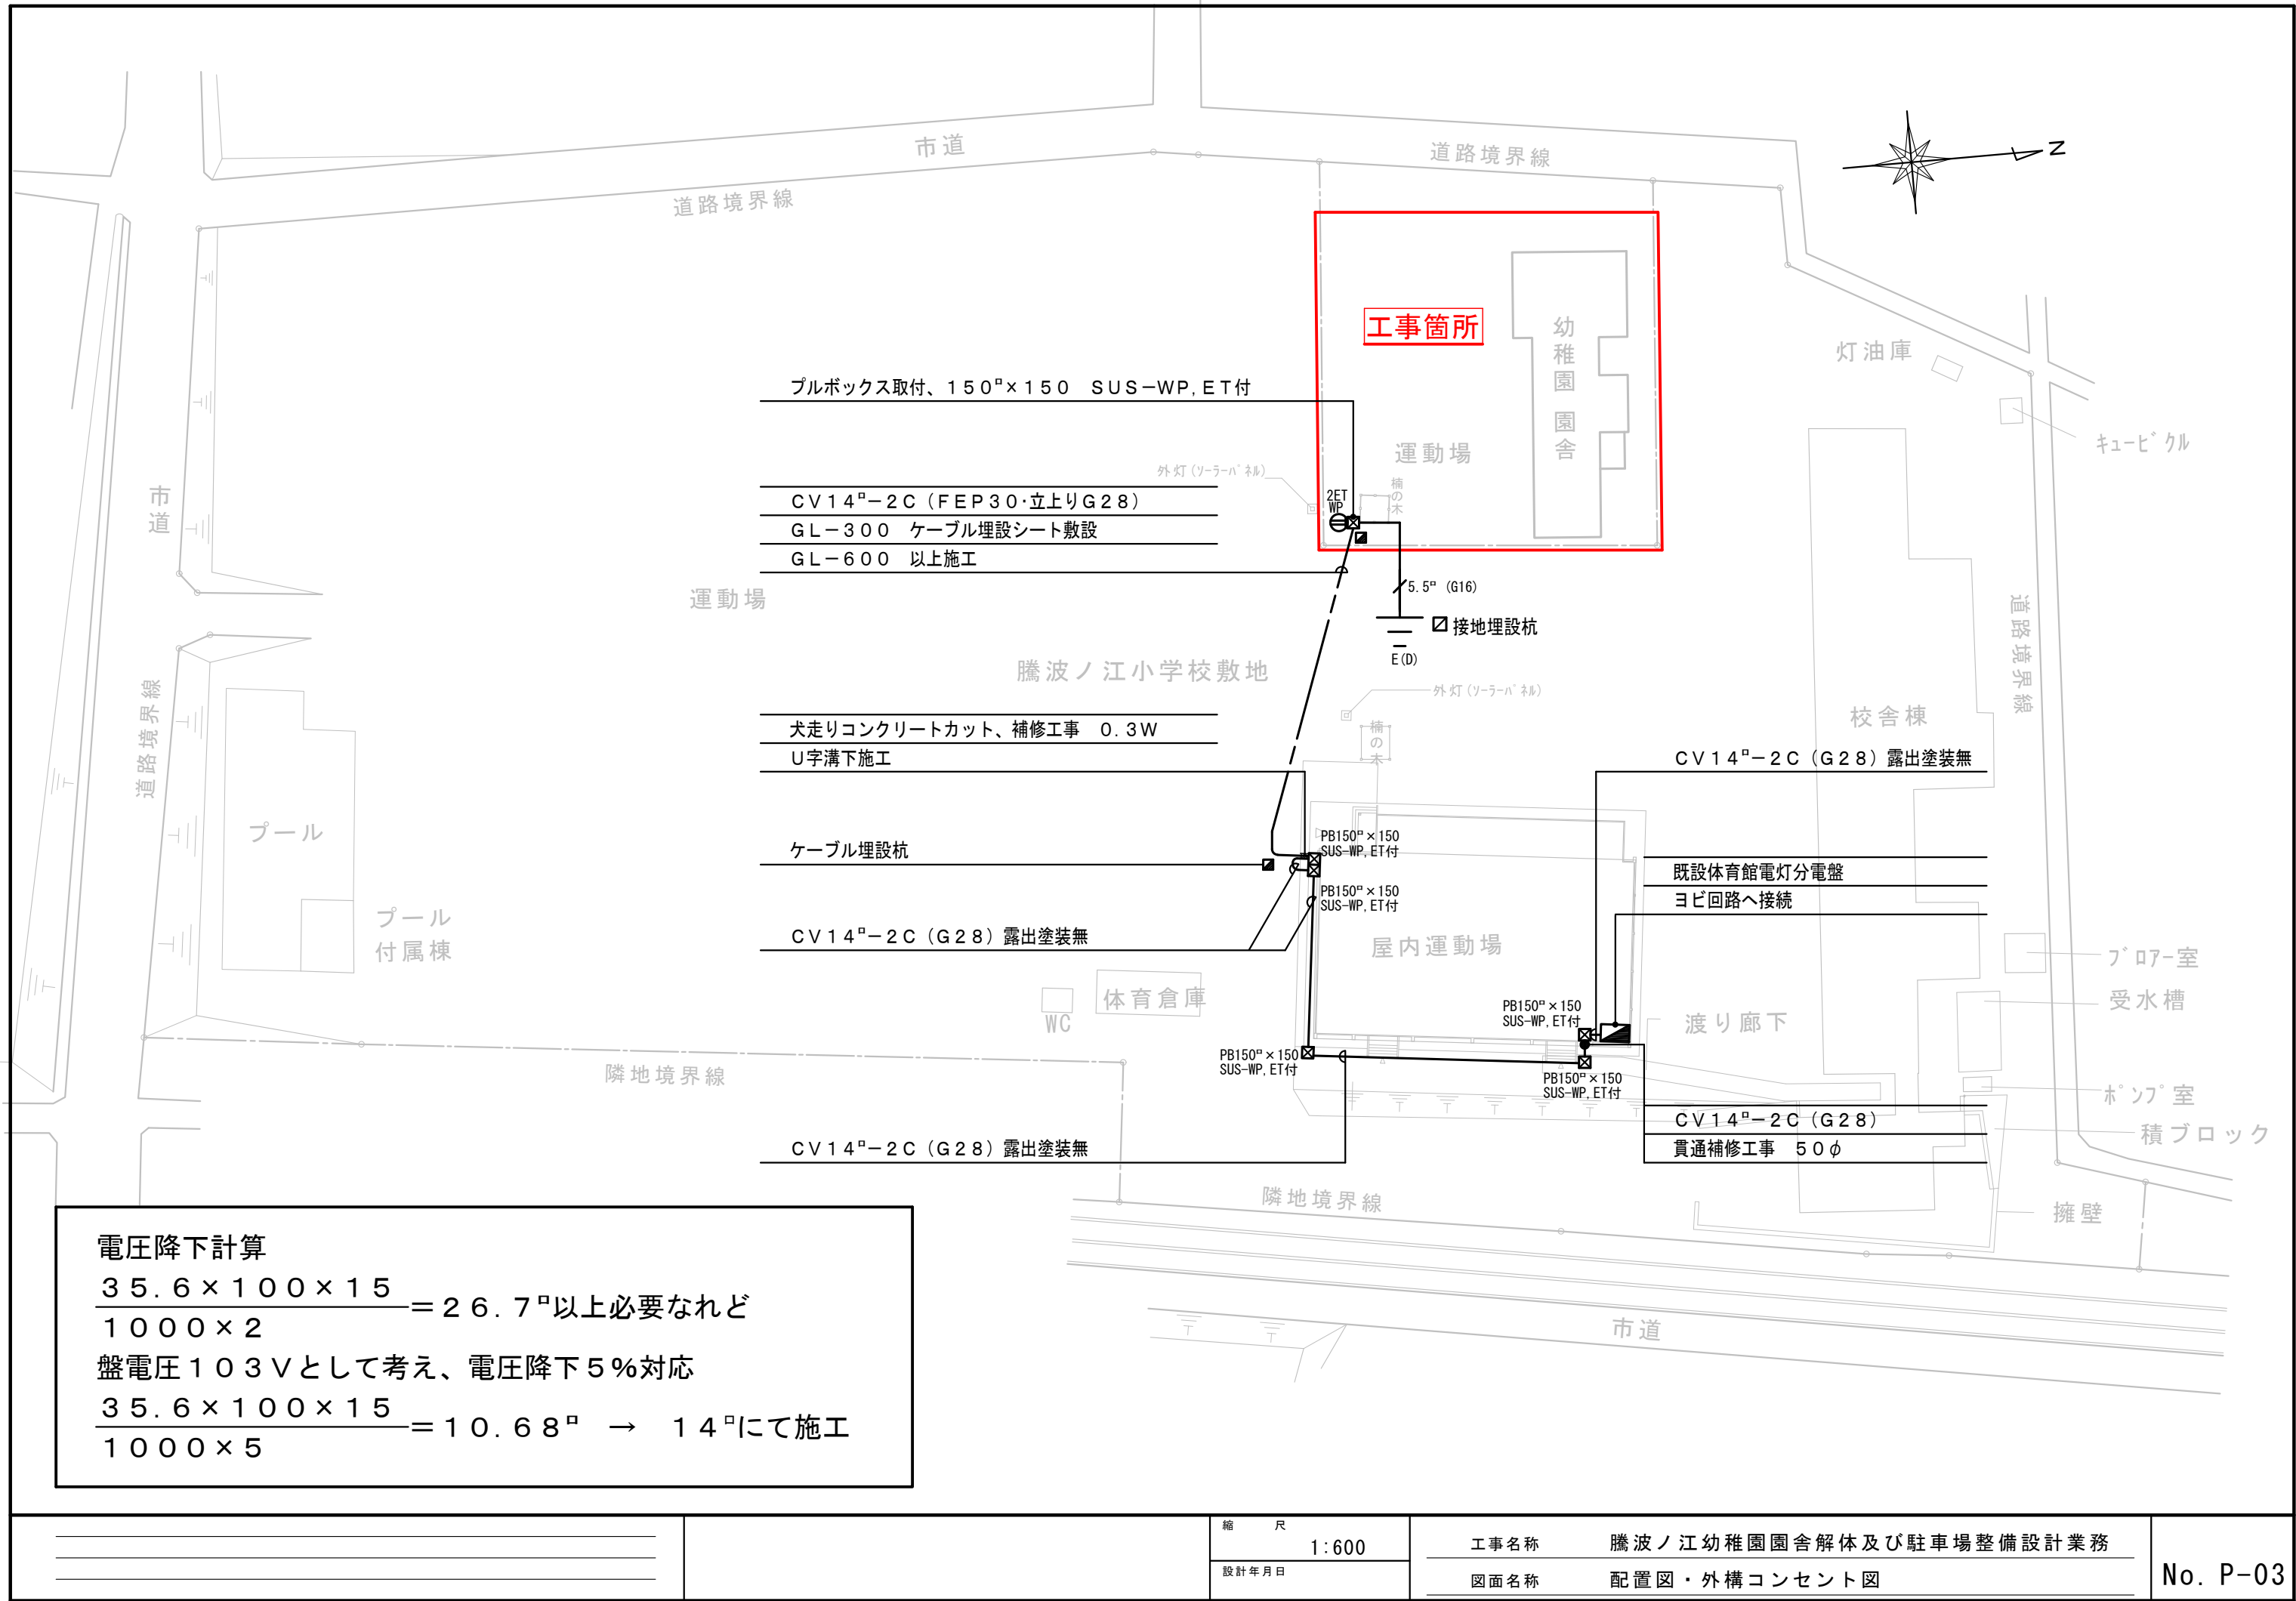 市道
道路境界線
道路境界線
N
工事箇所
幼稚園 園舎
灯油庫
キュービクル
プルボックス取付、150□×150 SUS-WP,ET付
運動場
外灯(ソーラーパネル)
楠の木
2ET
WP
CV14□-2C(FEP30・立上りG28)
GL-300 ケーブル埋設シート敷設
GL-600 以上施工
市道
運動場
5.5□ (G16)
接地埋設杭
E(D)
道路境界線
騰波ノ江小学校敷地
外灯(ソーラーパネル)
道路境界線
校舎棟
犬走りコンクリートカット、補修工事 0.3W
U字溝下施工
楠の木
CV14□-2C(G28)露出塗装無
プール
ケーブル埋設杭
PB150□×150
SUS-WP,ET付
既設体育館電灯分電盤
ヨビ回路へ接続
PB150□×150
SUS-WP,ET付
プール
付属棟
CV14□-2C(G28)露出塗装無
屋内運動場
ブロアー室
体育倉庫
WC
受水槽
PB150□×150
SUS-WP,ET付
渡り廊下
PB150□×150
SUS-WP,ET付
隣地境界線
PB150□×150
SUS-WP,ET付
ポンプ室
CV14□-2C(G28)
貫通補修工事 50φ
積ブロック
CV14□-2C(G28)露出塗装無
隣地境界線
擁壁
市道
電圧降下計算
35.6×100×15
1000×2
=26.7□以上必要なれど
盤電圧103Vとして考え、電圧降下5%対応
35.6×100×15
1000×5
=10.68□ → 14□にて施工
縮 尺
1:600
設計年月日
工事名称 騰波ノ江幼稚園園舎解体及び駐車場整備設計業務
図面名称 配置図・外構コンセント図
No. P-03